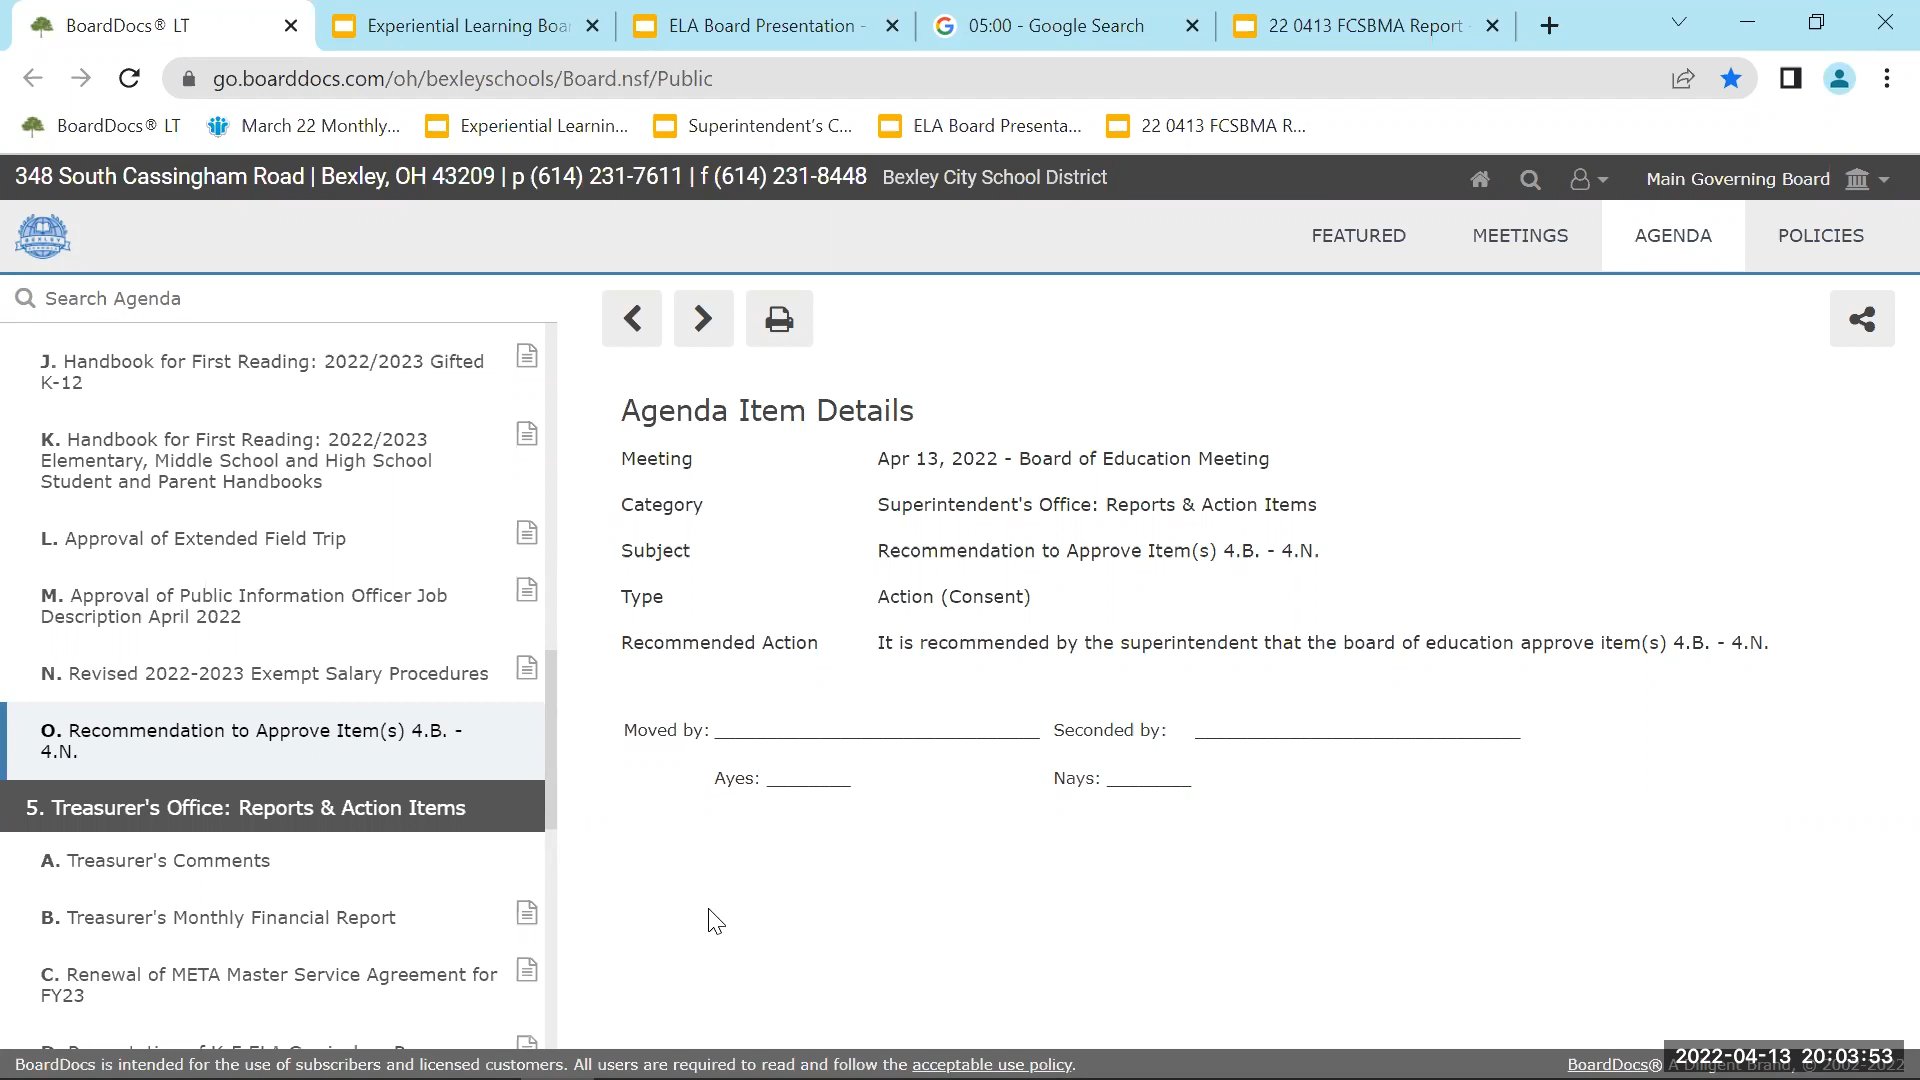 BoardDocs® LT
Experiential Learning Boar
ELA Board Presentation -
05:00 - Google Search
22 0413 FCSBMA Report -
go.boarddocs.com/oh/bexleyschools/Board.nsf/Public
BoardDocs® LT
March 22 Monthly...
Experiential Learnin...
Superintendent's C...
ELA Board Presenta...
22 0413 FCSBMA R...
348 South Cassingham Road | Bexley, OH 43209 | p (614) 231-7611 | f (614) 231-8448 Bexley City School District
Main Governing Board
BEXLEY
SCHOOLS
FEATURED
MEETINGS
AGENDA
POLICIES
Search Agenda
J. Handbook for First Reading: 2022/2023 Gifted
K-12
K. Handbook for First Reading: 2022/2023
Elementary, Middle School and High School
Student and Parent Handbooks
L. Approval of Extended Field Trip
M. Approval of Public Information Officer Job
Description April 2022
N. Revised 2022-2023 Exempt Salary Procedures
O. Recommendation to Approve Item(s) 4.B. -
4.N.
5. Treasurer's Office: Reports & Action Items
A. Treasurer's Comments
B. Treasurer's Monthly Financial Report
C. Renewal of META Master Service Agreement for
FY23
Agenda Item Details
Meeting Apr 13, 2022 - Board of Education Meeting
Category Superintendent's Office: Reports & Action Items
Subject Recommendation to Approve Item(s) 4.B. - 4.N.
Type Action (Consent)
Recommended Action It is recommended by the superintendent that the board of education approve item(s) 4.B. - 4.N.
Moved by: ______________________________ Seconded by: ______________________________
Ayes: ________ Nays: ________
BoardDocs is intended for the use of subscribers and licensed customers. All users are required to read and follow the acceptable use policy.
BoardDocs® A Diligent Brand, © 2002-2022
2022-04-13 20:03:53